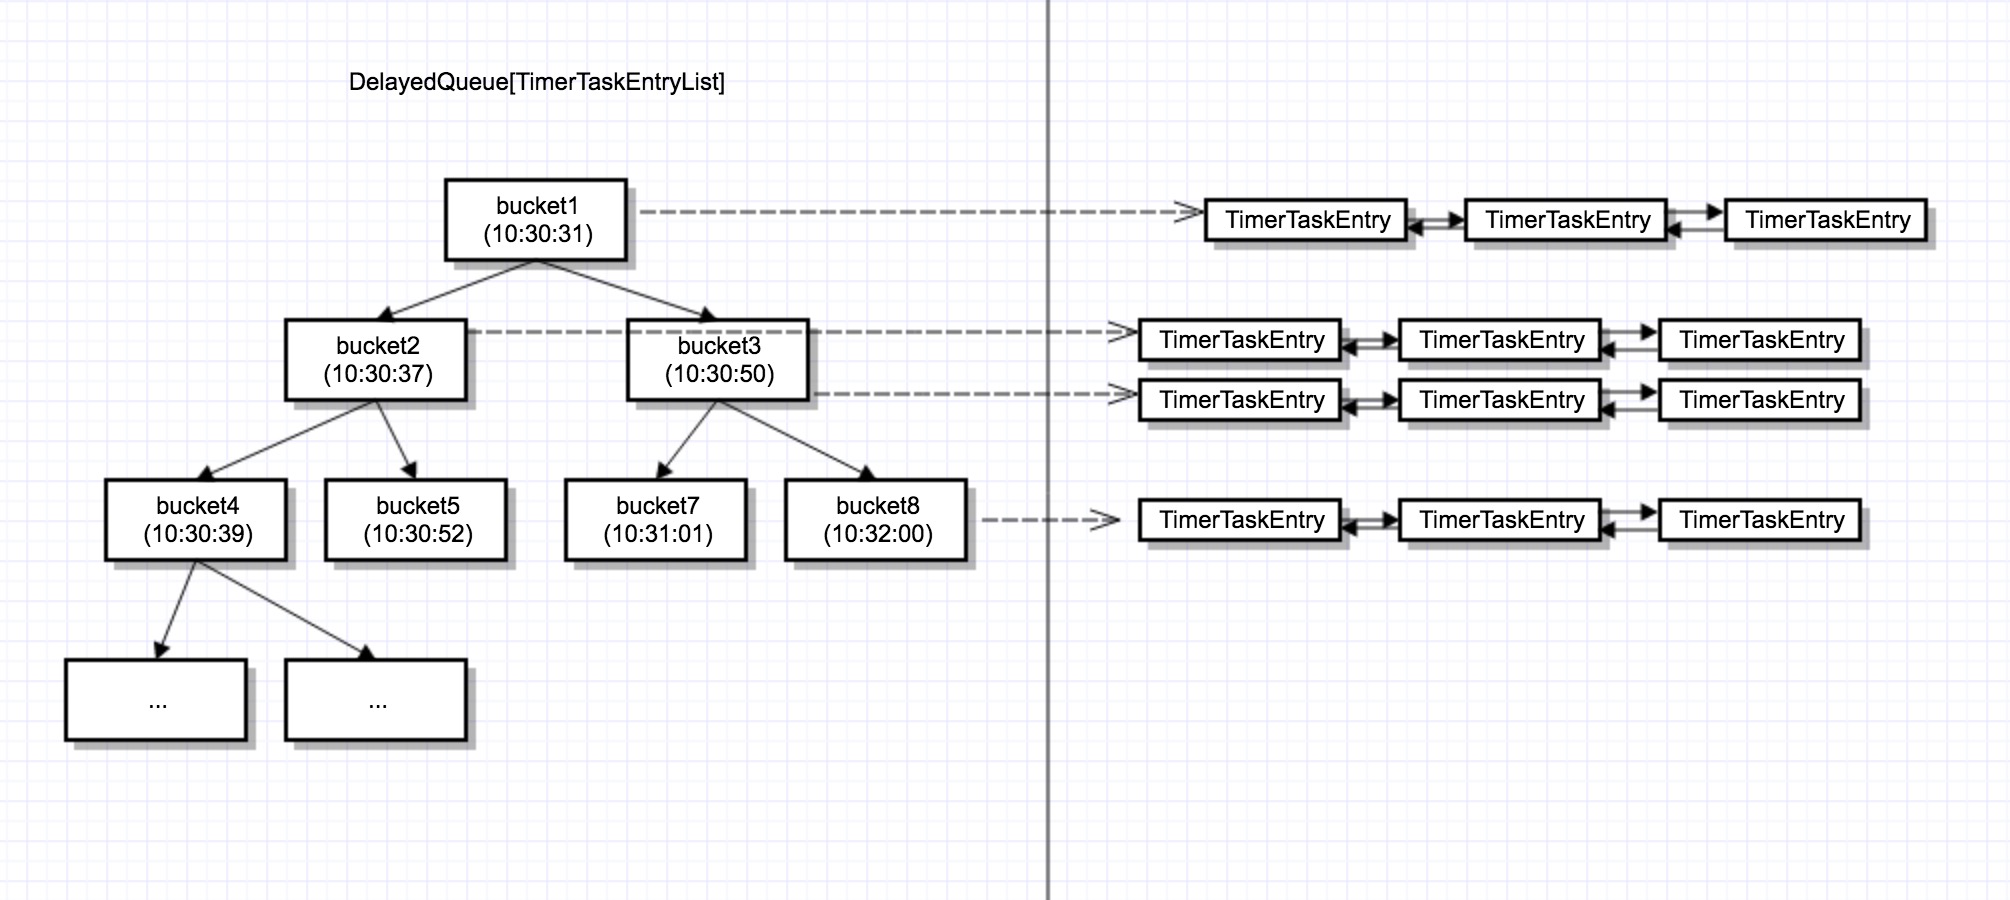 DelayedQueue[TimerTaskEntryList]
bucket1
(10:30:31)
TimerTaskEntry
TimerTaskEntry
TimerTaskEntry
bucket2
(10:30:37)
bucket3
(10:30:50)
TimerTaskEntry
TimerTaskEntry
TimerTaskEntry
TimerTaskEntry
TimerTaskEntry
TimerTaskEntry
bucket4
(10:30:39)
bucket5
(10:30:52)
bucket7
(10:31:01)
bucket8
(10:32:00)
TimerTaskEntry
TimerTaskEntry
TimerTaskEntry
...
...